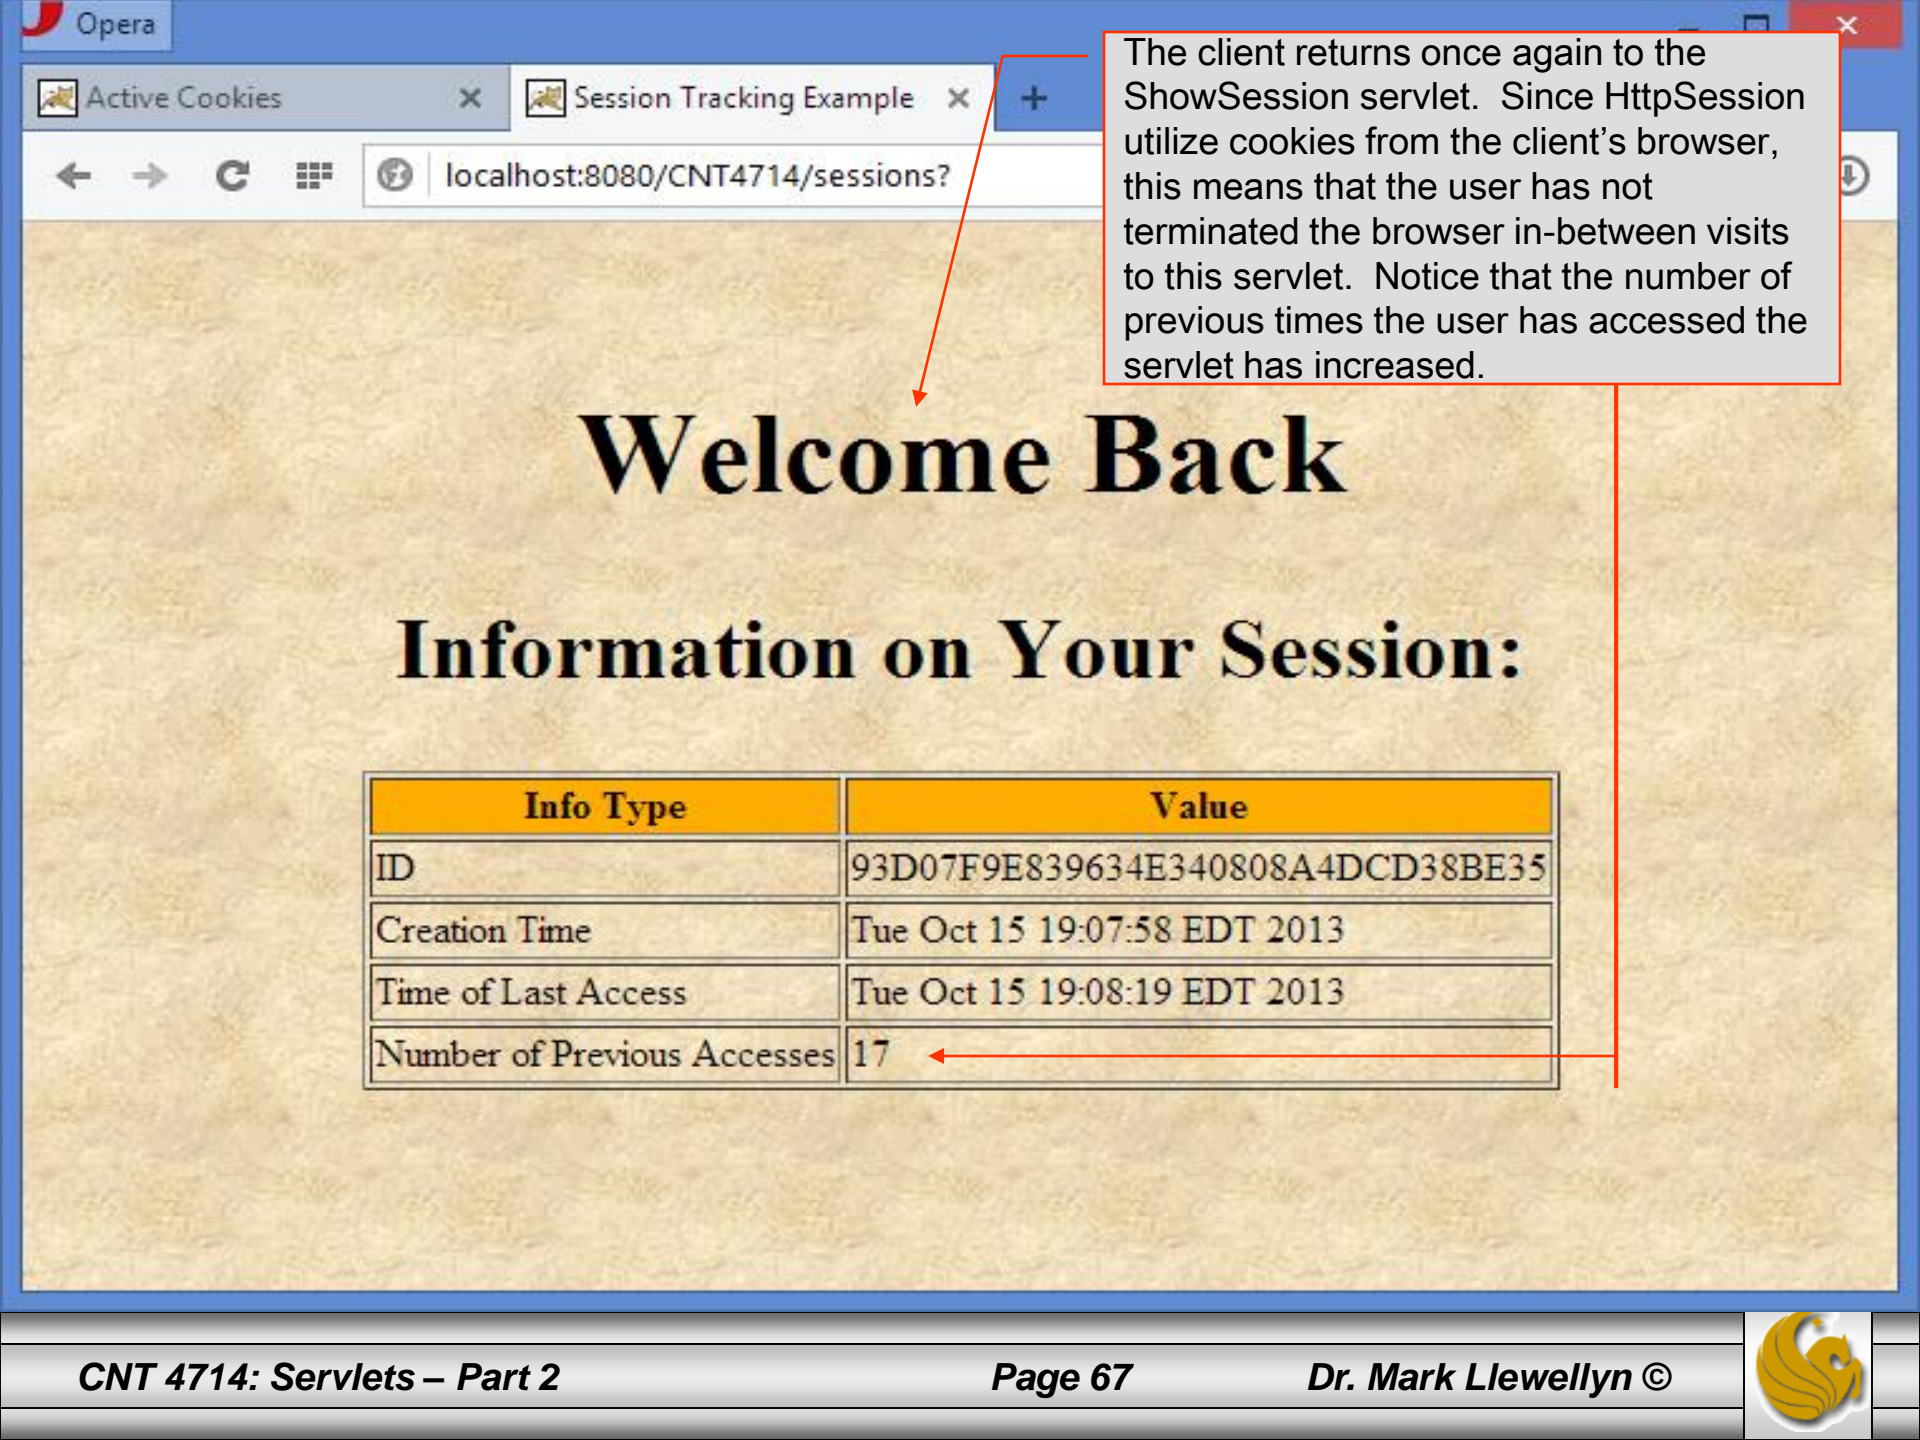 Opera
Active Cookies
Session Tracking Example
localhost:8080/CNT4714/sessions?
The client returns once again to the
ShowSession servlet.  Since HttpSession
utilize cookies from the client’s browser,
this means that the user has not
terminated the browser in-between visits
to this servlet.  Notice that the number of
previous times the user has accessed the
servlet has increased.
Welcome Back
Information on Your Session:
Info Type Value
ID 93D07F9E839634E340808A4DCD38BE35
Creation Time Tue Oct 15 19:07:58 EDT 2013
Time of Last Access Tue Oct 15 19:08:19 EDT 2013
Number of Previous Accesses 17
CNT 4714: Servlets – Part 2 Page 67 Dr. Mark Llewellyn ©